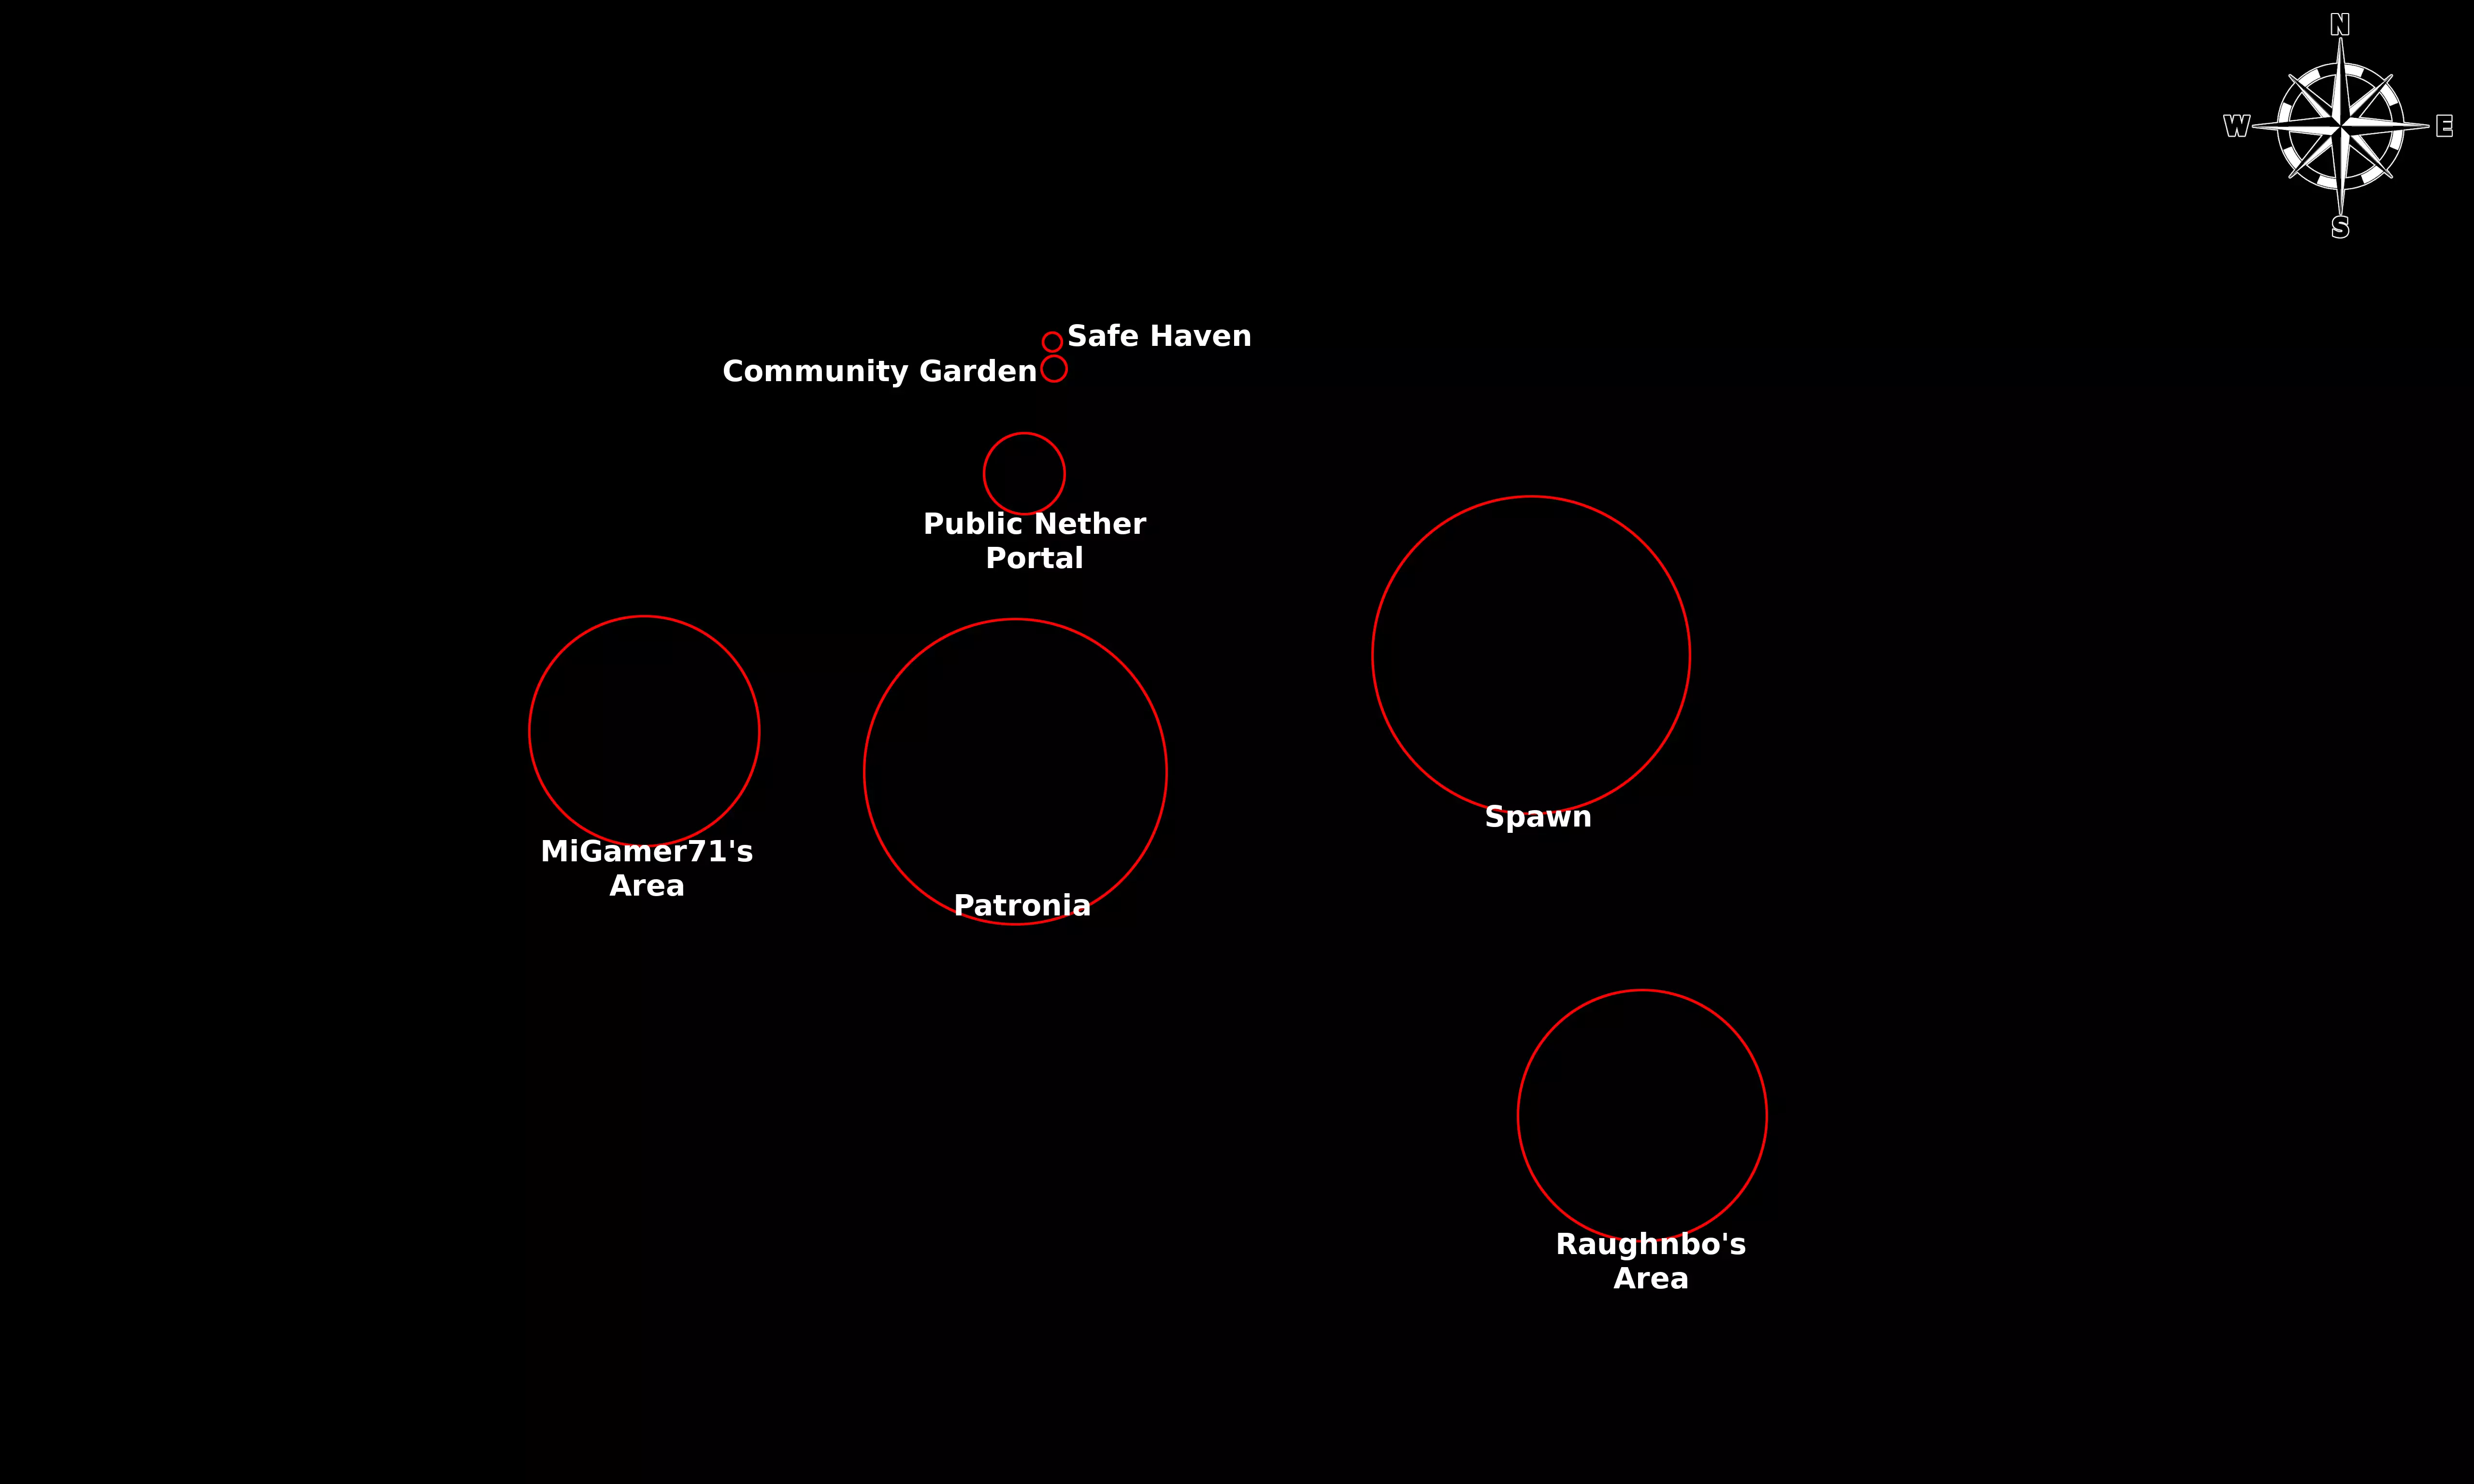 N
W
E
S
Safe Haven
Community Garden
Public Nether
Portal
Spawn
MiGamer71's
Area
Patronia
Raughnbo's
Area